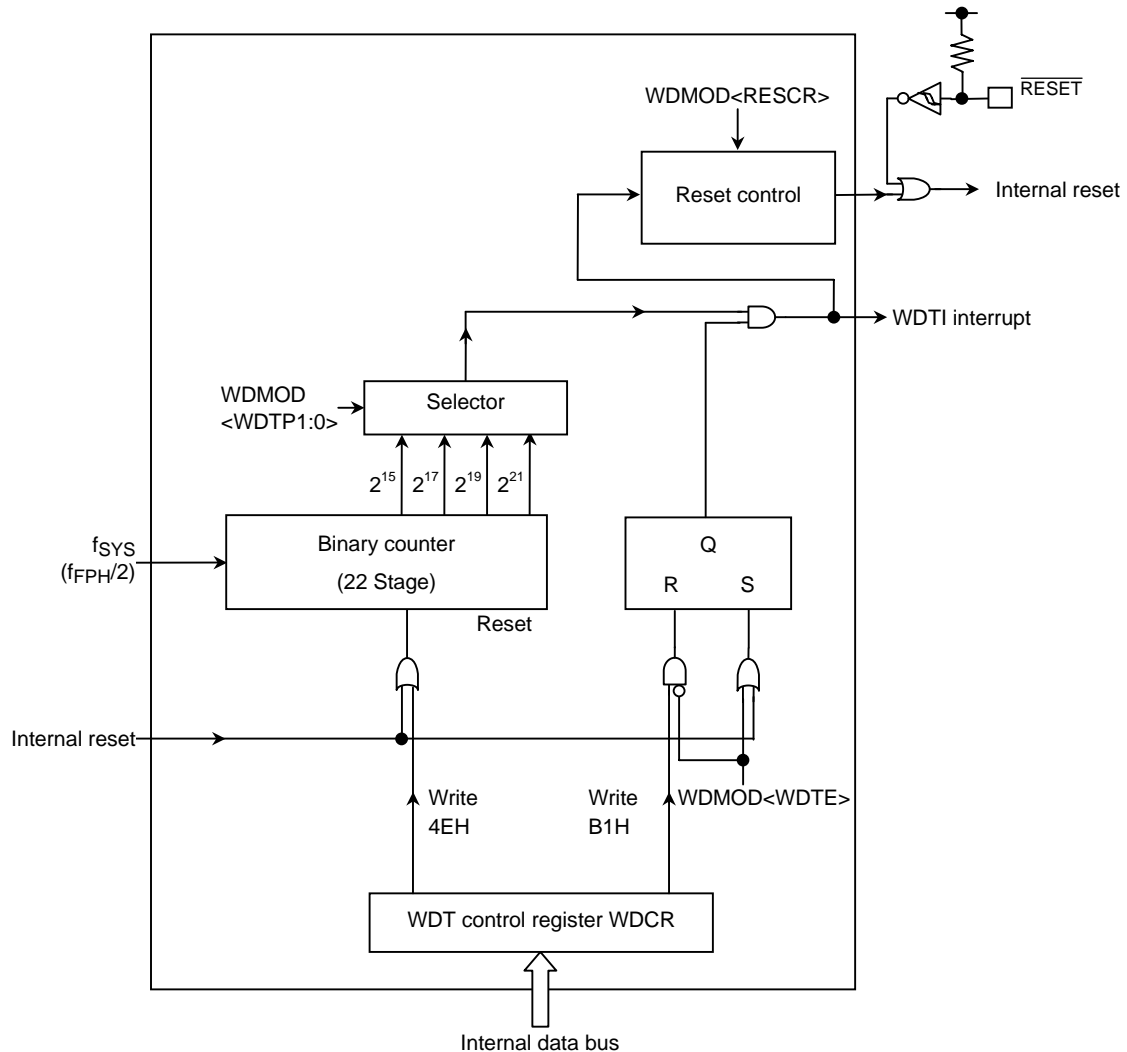 WDMOD<RESCR>
RESET
Reset control
Internal reset
WDTI interrupt
WDMOD
<WDTP1:0>
Selector
2^15 2^17 2^19 2^21
fSYS
(fFPH/2)
Binary counter
(22 Stage)
Reset
Q
R S
Internal reset
Write
4EH
Write
B1H
WDMOD<WDTE>
WDT control register WDCR
Internal data bus